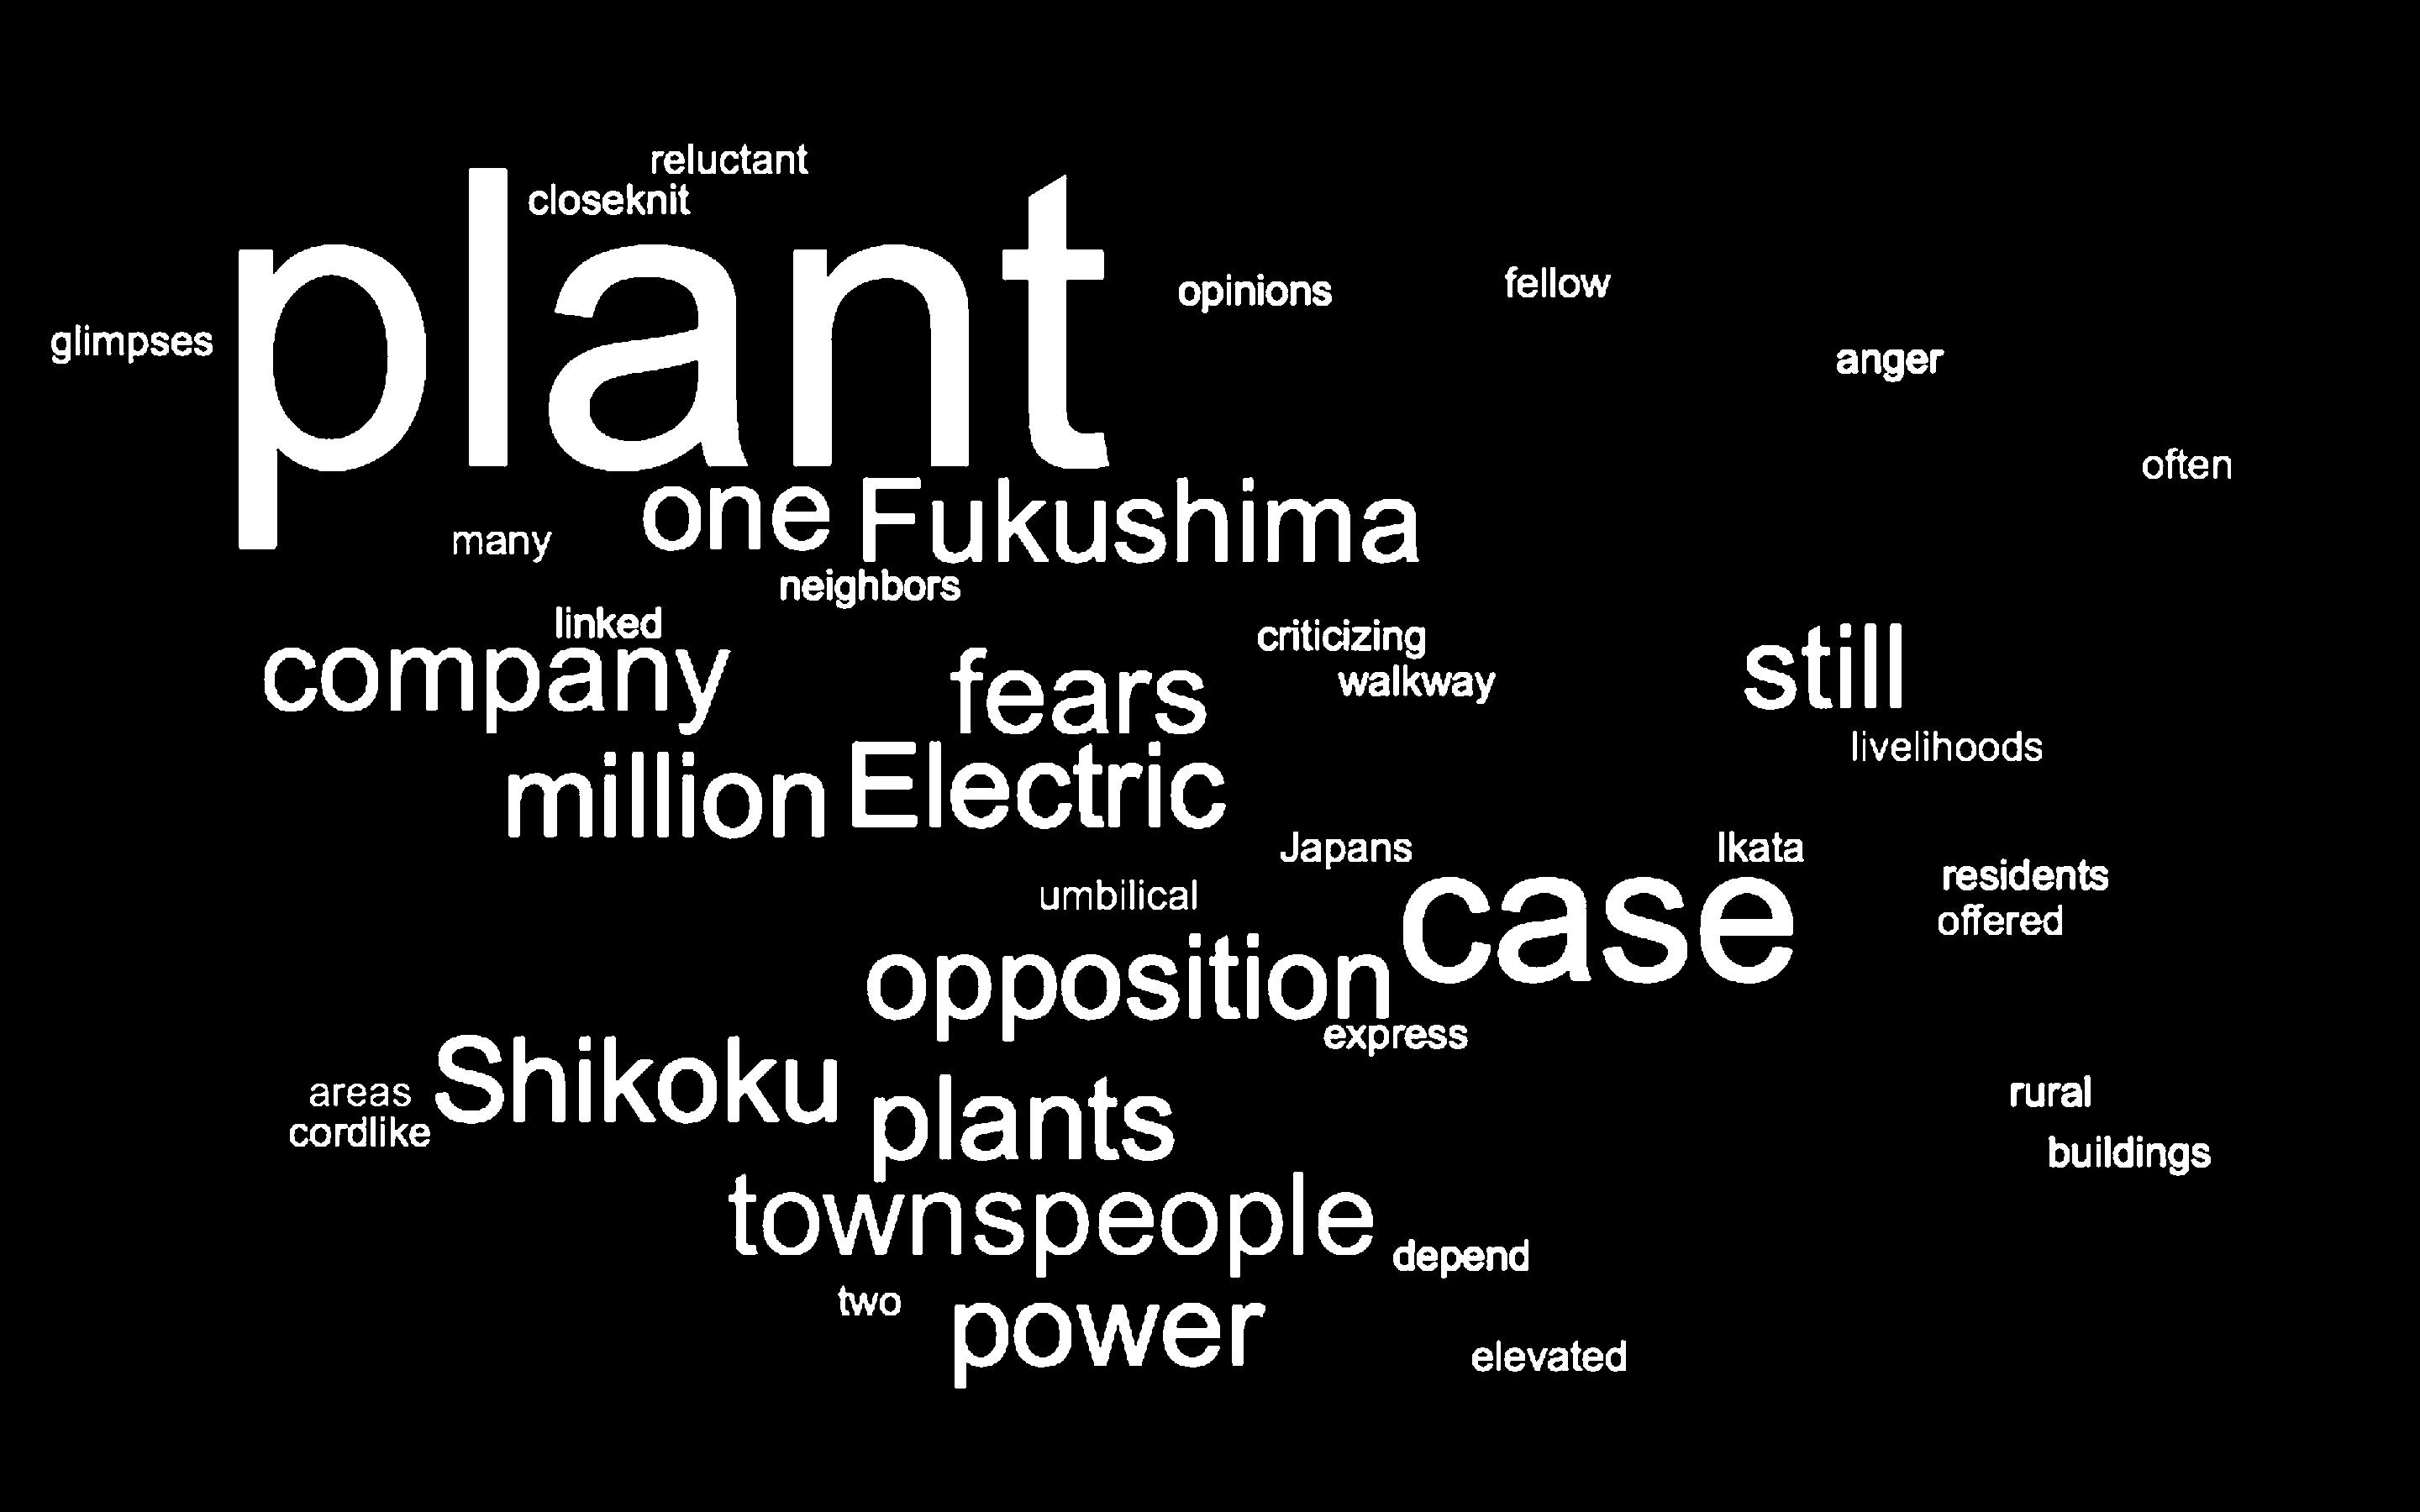 reluctant
closeknit
plant
opinions
fellow
glimpses
anger
often
one Fukushima
many
neighbors
linked
criticizing
company
fears
walkway
still
livelihoods
million Electric
Japans
Ikata
residents
umbilical
case
offered
opposition
express
Shikoku
areas
plants
rural
cordlike
buildings
townspeople
depend
two
power
elevated